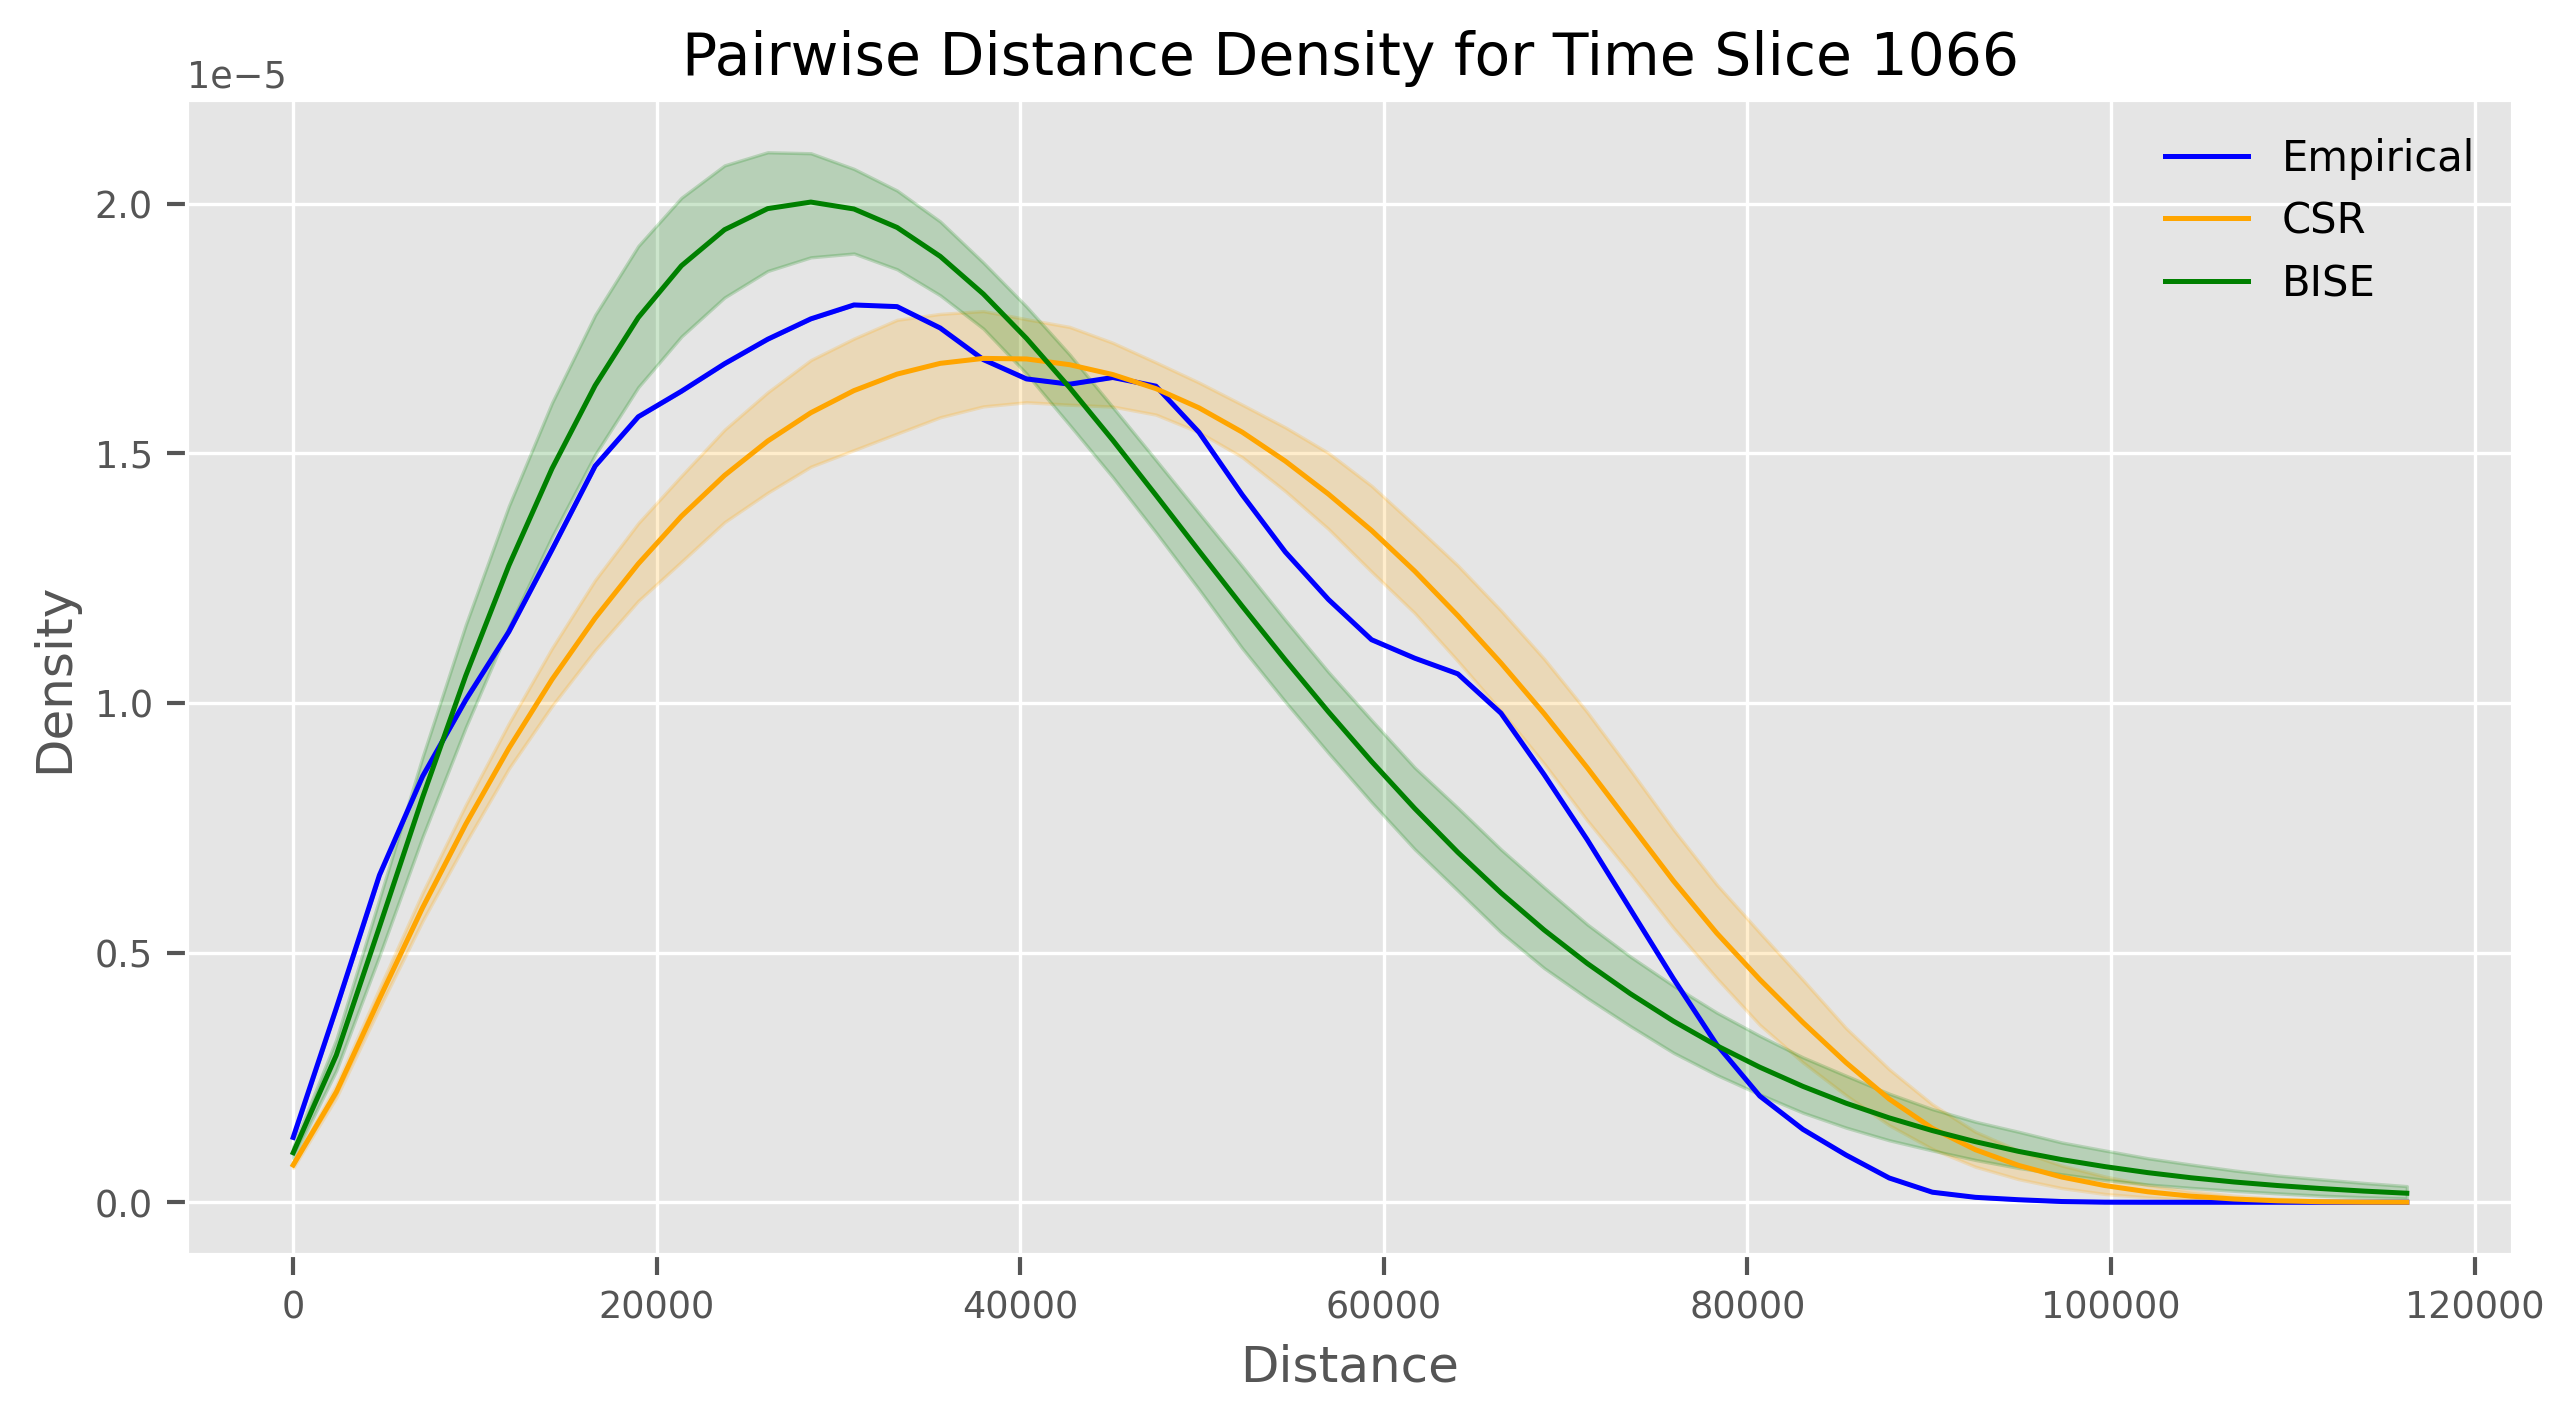 Pairwise Distance Density for Time Slice 1066
1e−5
Empirical
CSR
BISE
2.0
1.5
1.0
0.5
0.0
Density
0 20000 40000 60000 80000 100000 120000
Distance